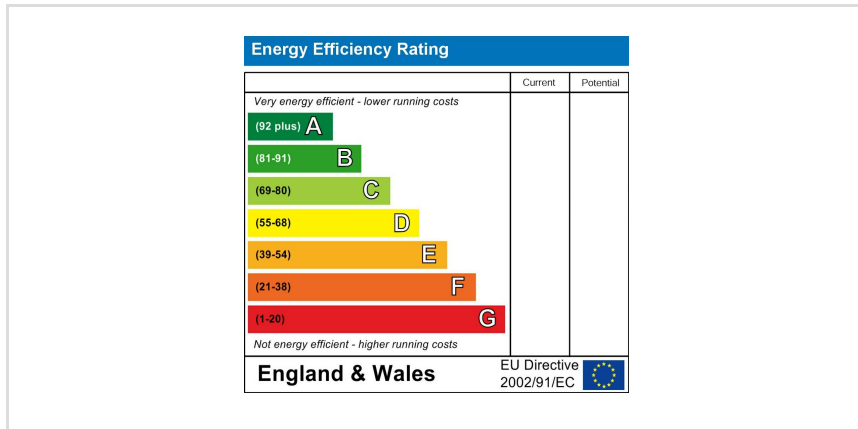 Energy Efficiency Rating
Current Potential
Very energy efficient - lower running costs
(92 plus) A
(81-91) B
(69-80) C
(55-68) D
(39-54) E
(21-38) F
(1-20) G
Not energy efficient - higher running costs
England & Wales
EU Directive
2002/91/EC